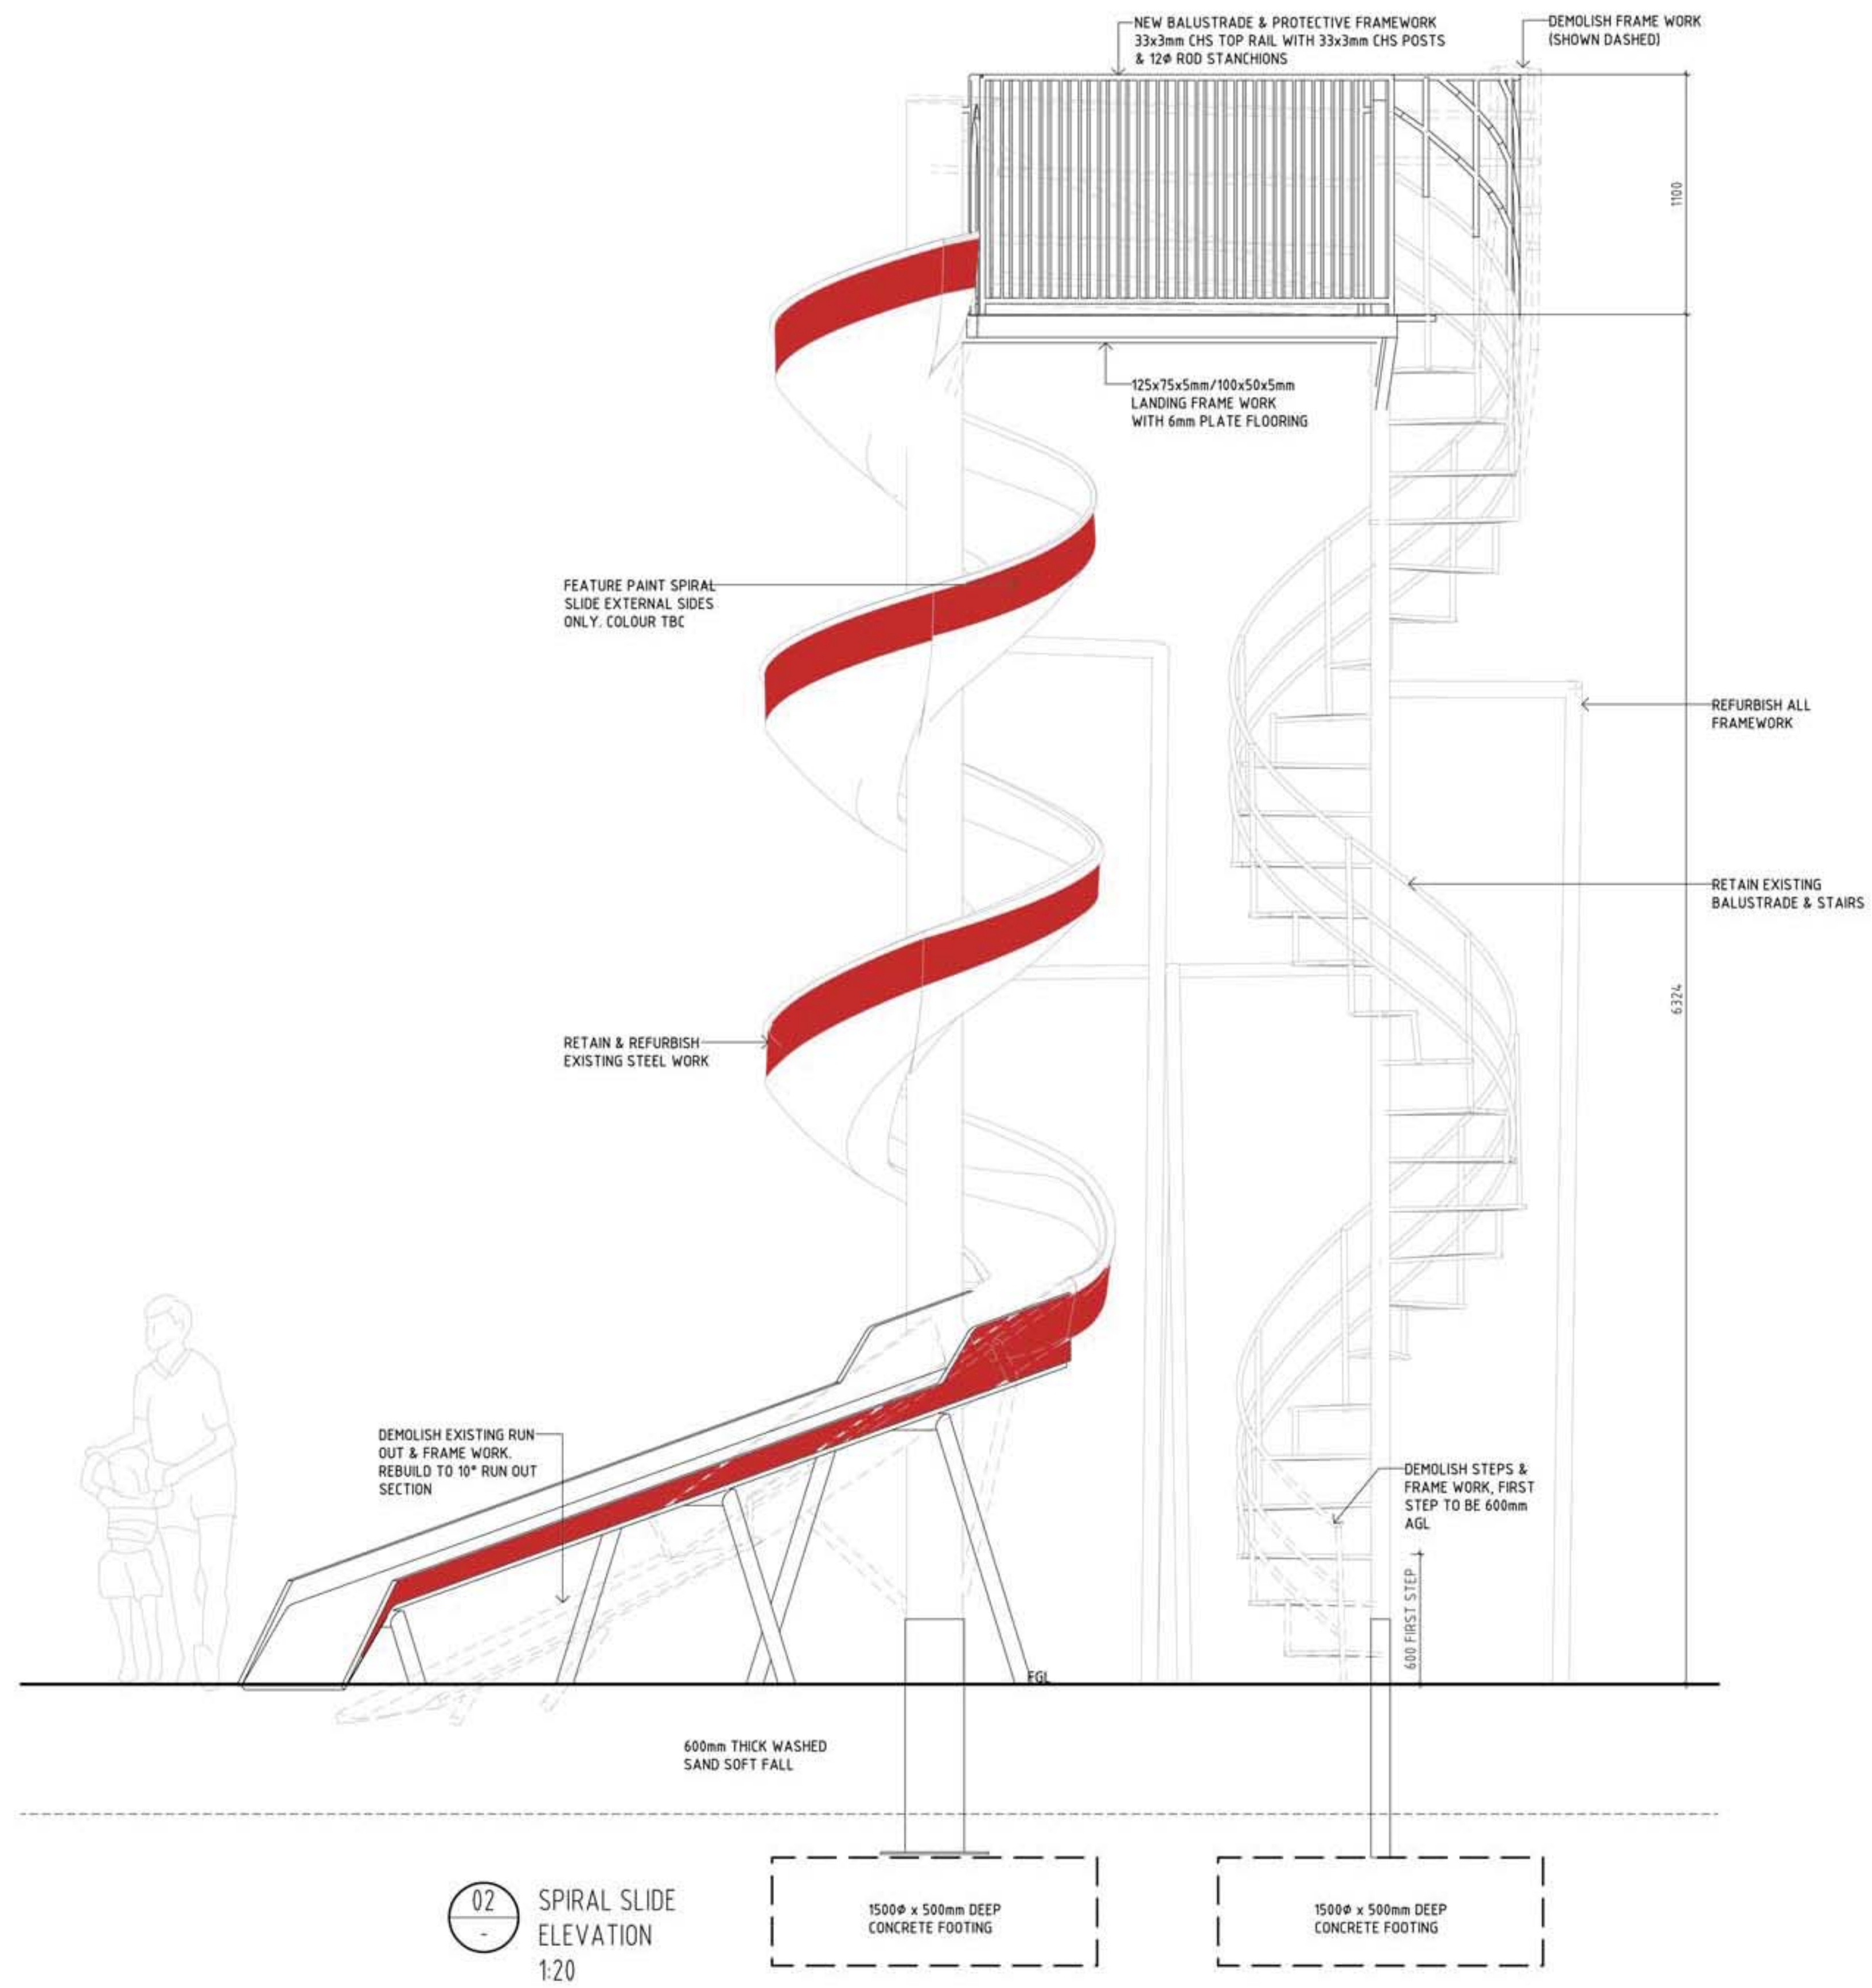 NEW BALUSTRADE & PROTECTIVE FRAMEWORK
33x3mm CHS TOP RAIL WITH 33x3mm CHS POSTS
& 12ø ROD STANCHIONS
DEMOLISH FRAME WORK
(SHOWN DASHED)
1100
125x75x5mm/100x50x5mm
LANDING FRAME WORK
WITH 6mm PLATE FLOORING
FEATURE PAINT SPIRAL
SLIDE EXTERNAL SIDES
ONLY. COLOUR TBC
REFURBISH ALL
FRAMEWORK
RETAIN EXISTING
BALUSTRADE & STAIRS
6324
RETAIN & REFURBISH
EXISTING STEEL WORK
DEMOLISH EXISTING RUN
OUT & FRAME WORK.
REBUILD TO 10° RUN OUT
SECTION
DEMOLISH STEPS &
FRAME WORK, FIRST
STEP TO BE 600mm
AGL
600 FIRST STEP
FGL
600mm THICK WASHED
SAND SOFT FALL
02
-
SPIRAL SLIDE
ELEVATION
1:20
1500ø x 500mm DEEP
CONCRETE FOOTING
1500ø x 500mm DEEP
CONCRETE FOOTING